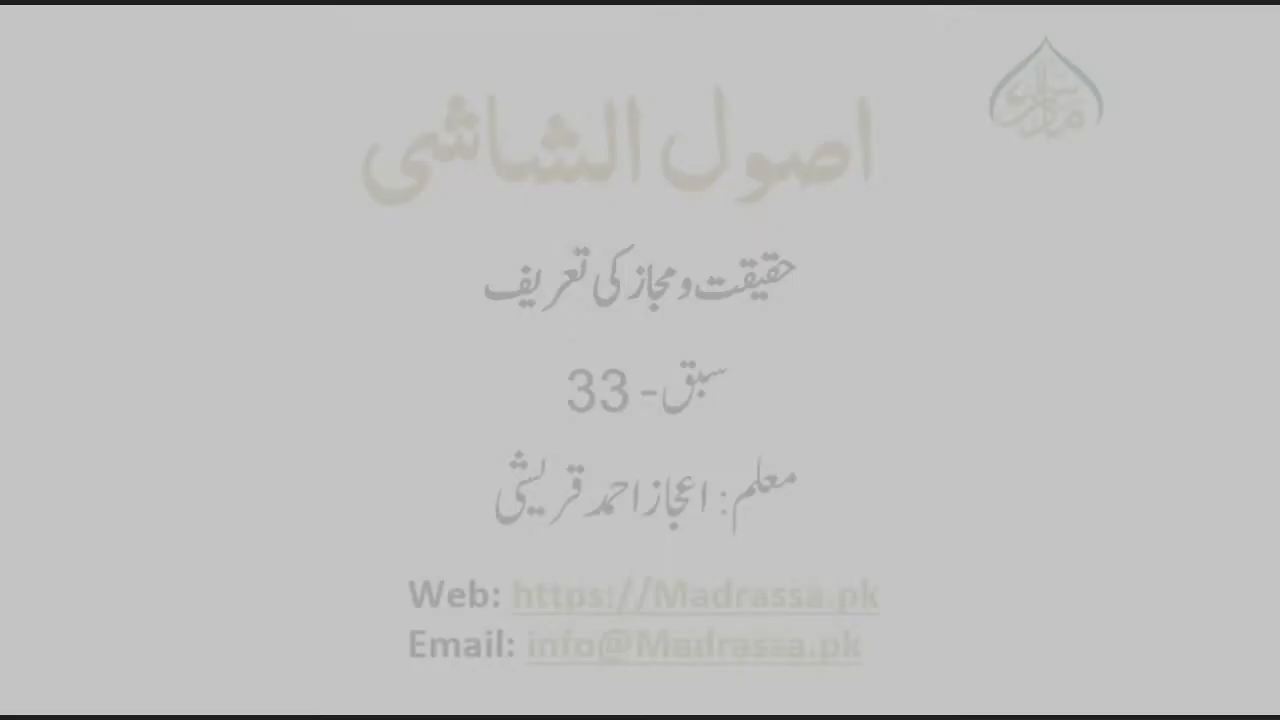 اصول الشاشی
حقیقت و مجاز کی تعریف
سبق - 33
معلم : اعجاز احمد قریشی
Web: https://Madrassa.pk
Email: info@Madrassa.pk